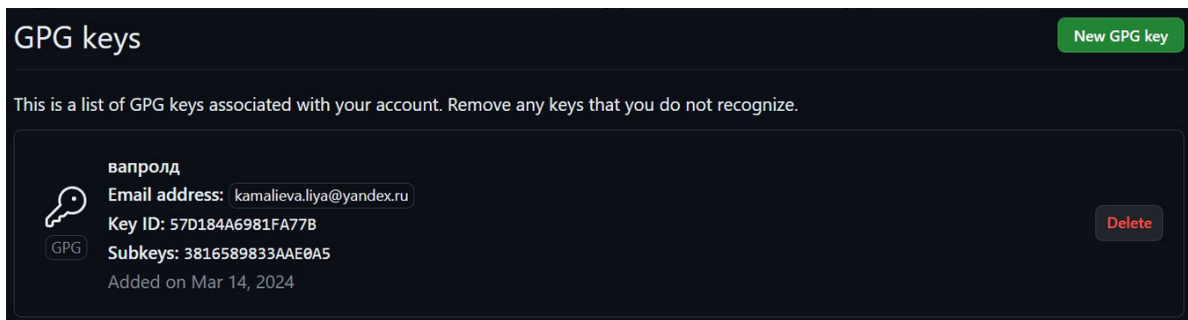 GPG keys
New GPG key
This is a list of GPG keys associated with your account. Remove any keys that you do not recognize.
вапролд
Email address: kamalieva.liya@yandex.ru
Key ID: 57D184A6981FA77B
GPG
Subkeys: 3816589833AAE0A5
Added on Mar 14, 2024
Delete